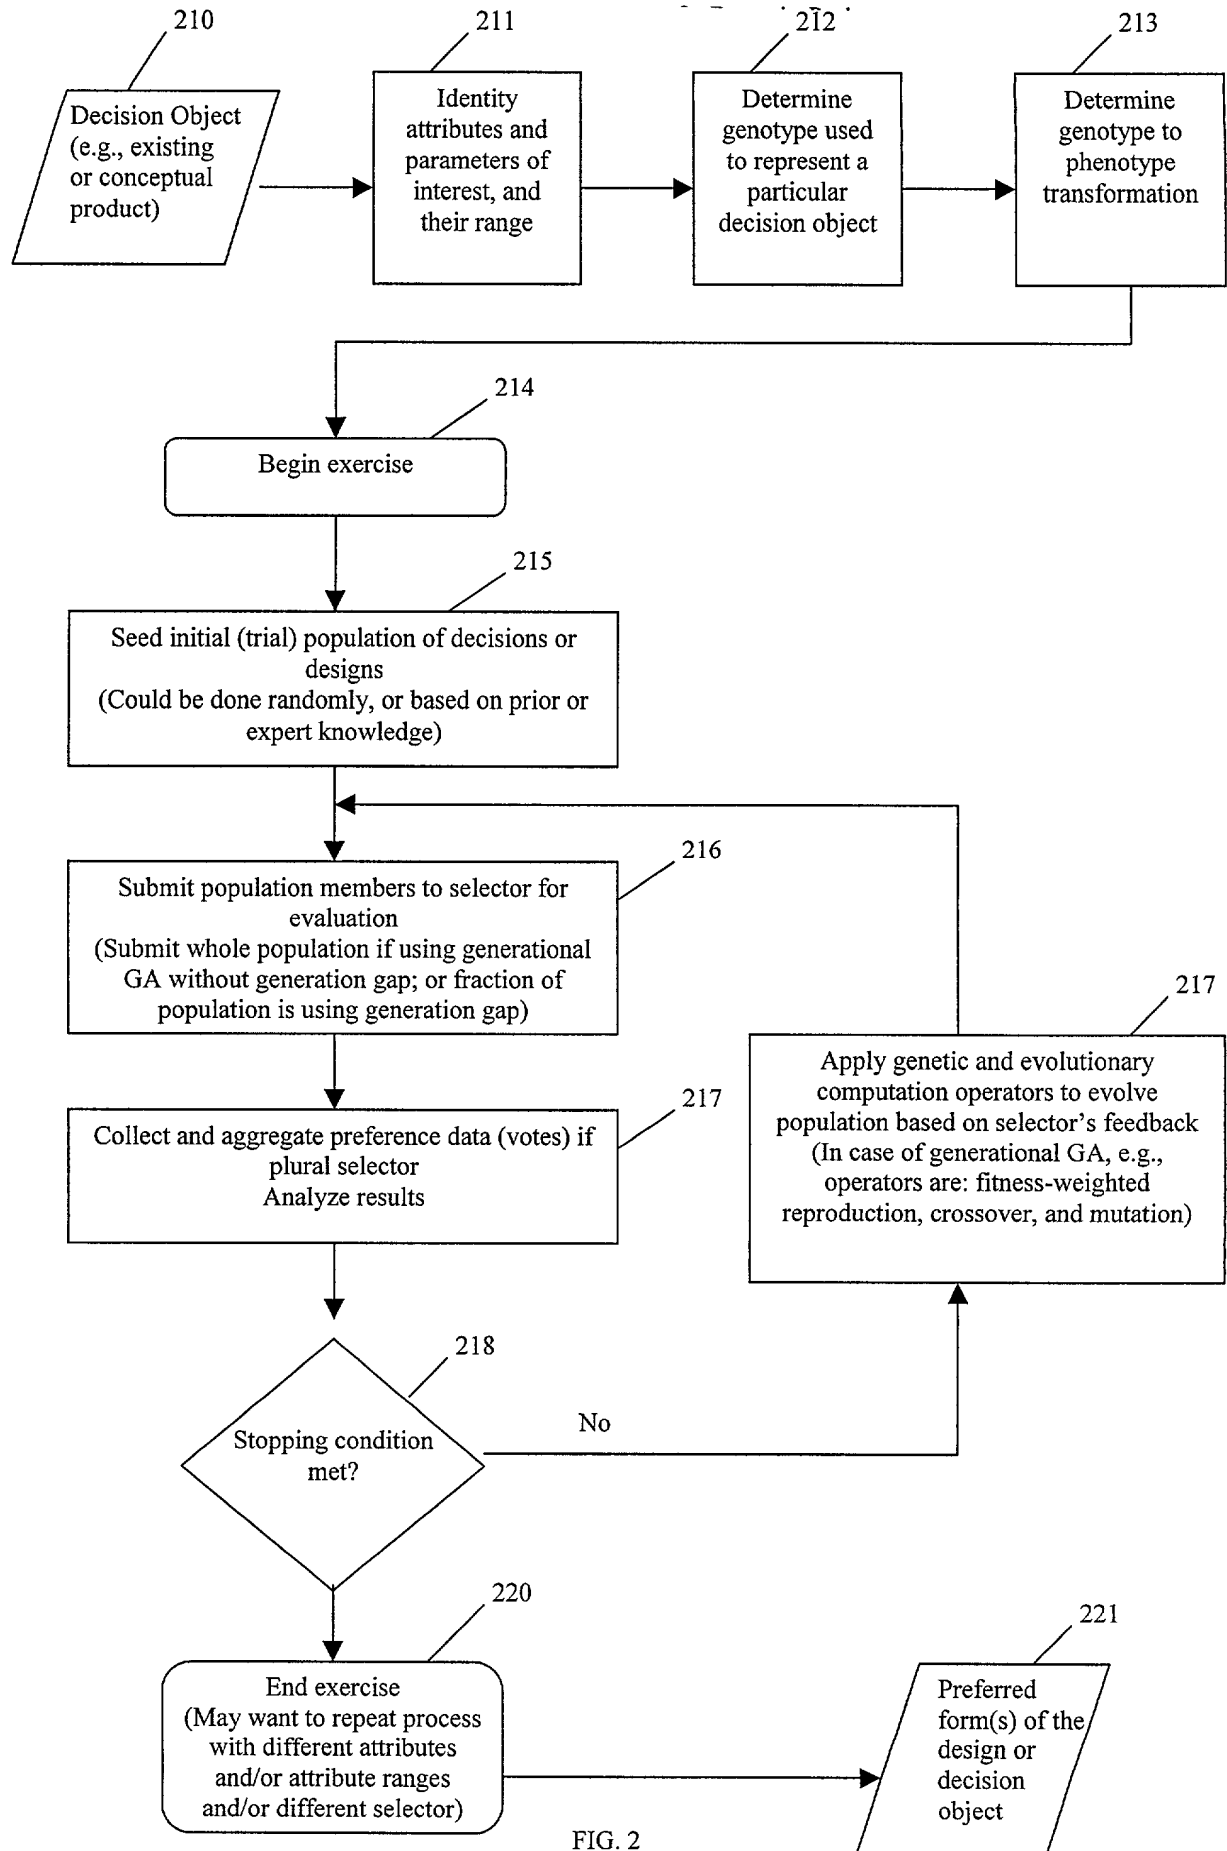 210
Decision Object
(e.g., existing
or conceptual
product)
211
Identity
attributes and
parameters of
interest, and
their range
212
Determine
genotype used
to represent a
particular
decision object
213
Determine
genotype to
phenotype
transformation
214
Begin exercise
215
Seed initial (trial) population of decisions or
designs
(Could be done randomly, or based on prior or
expert knowledge)
216
Submit population members to selector for
evaluation
(Submit whole population if using generational
GA without generation gap; or fraction of
population is using generation gap)
217
Collect and aggregate preference data (votes) if
plural selector
Analyze results
217
Apply genetic and evolutionary
computation operators to evolve
population based on selector's feedback
(In case of generational GA, e.g.,
operators are: fitness-weighted
reproduction, crossover, and mutation)
218
Stopping condition
met?
No
220
End exercise
(May want to repeat process
with different attributes
and/or attribute ranges
and/or different selector)
221
Preferred
form(s) of the
design or
decision
object
FIG. 2